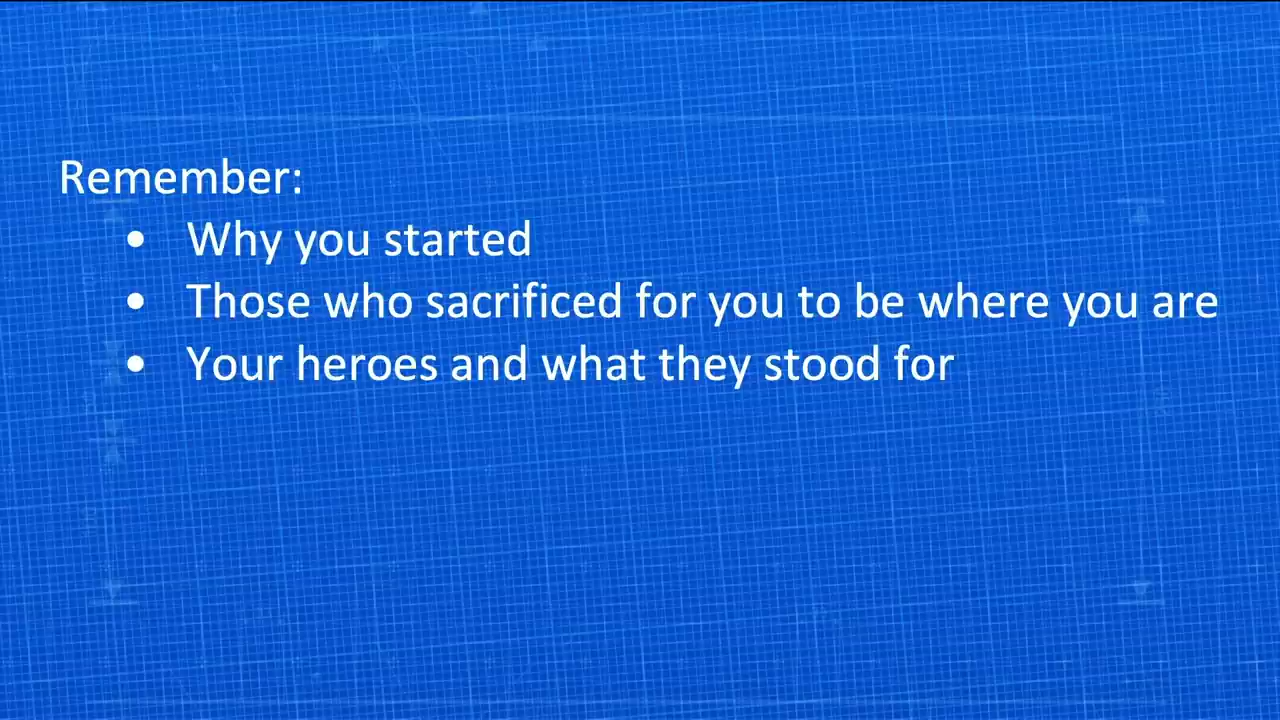 Remember:
• Why you started
• Those who sacrificed for you to be where you are
• Your heroes and what they stood for